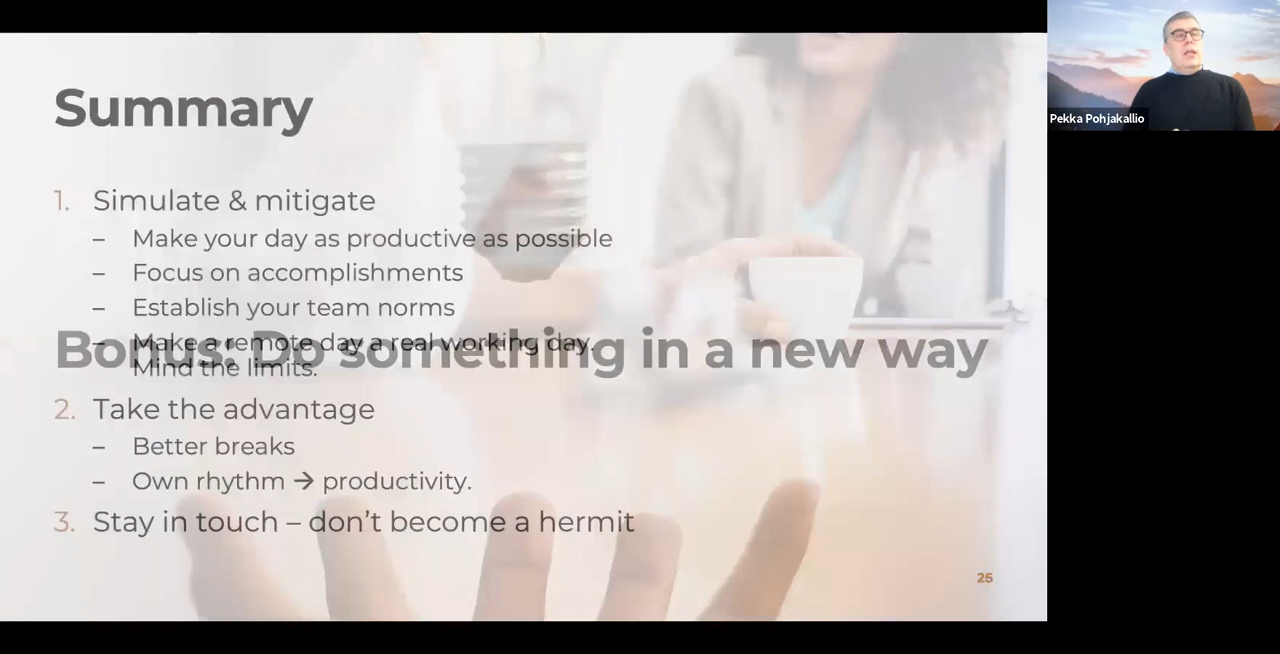 Summary
1. Simulate & mitigate
– Make your day as productive as possible
– Focus on accomplishments
– Establish your team norms
– Make a remote day a real working day.
Mind the limits.
Bonus: Do something in a new way
2. Take the advantage
– Better breaks
– Own rhythm → productivity.
3. Stay in touch – don’t become a hermit
25
Pekka Pohjakallio